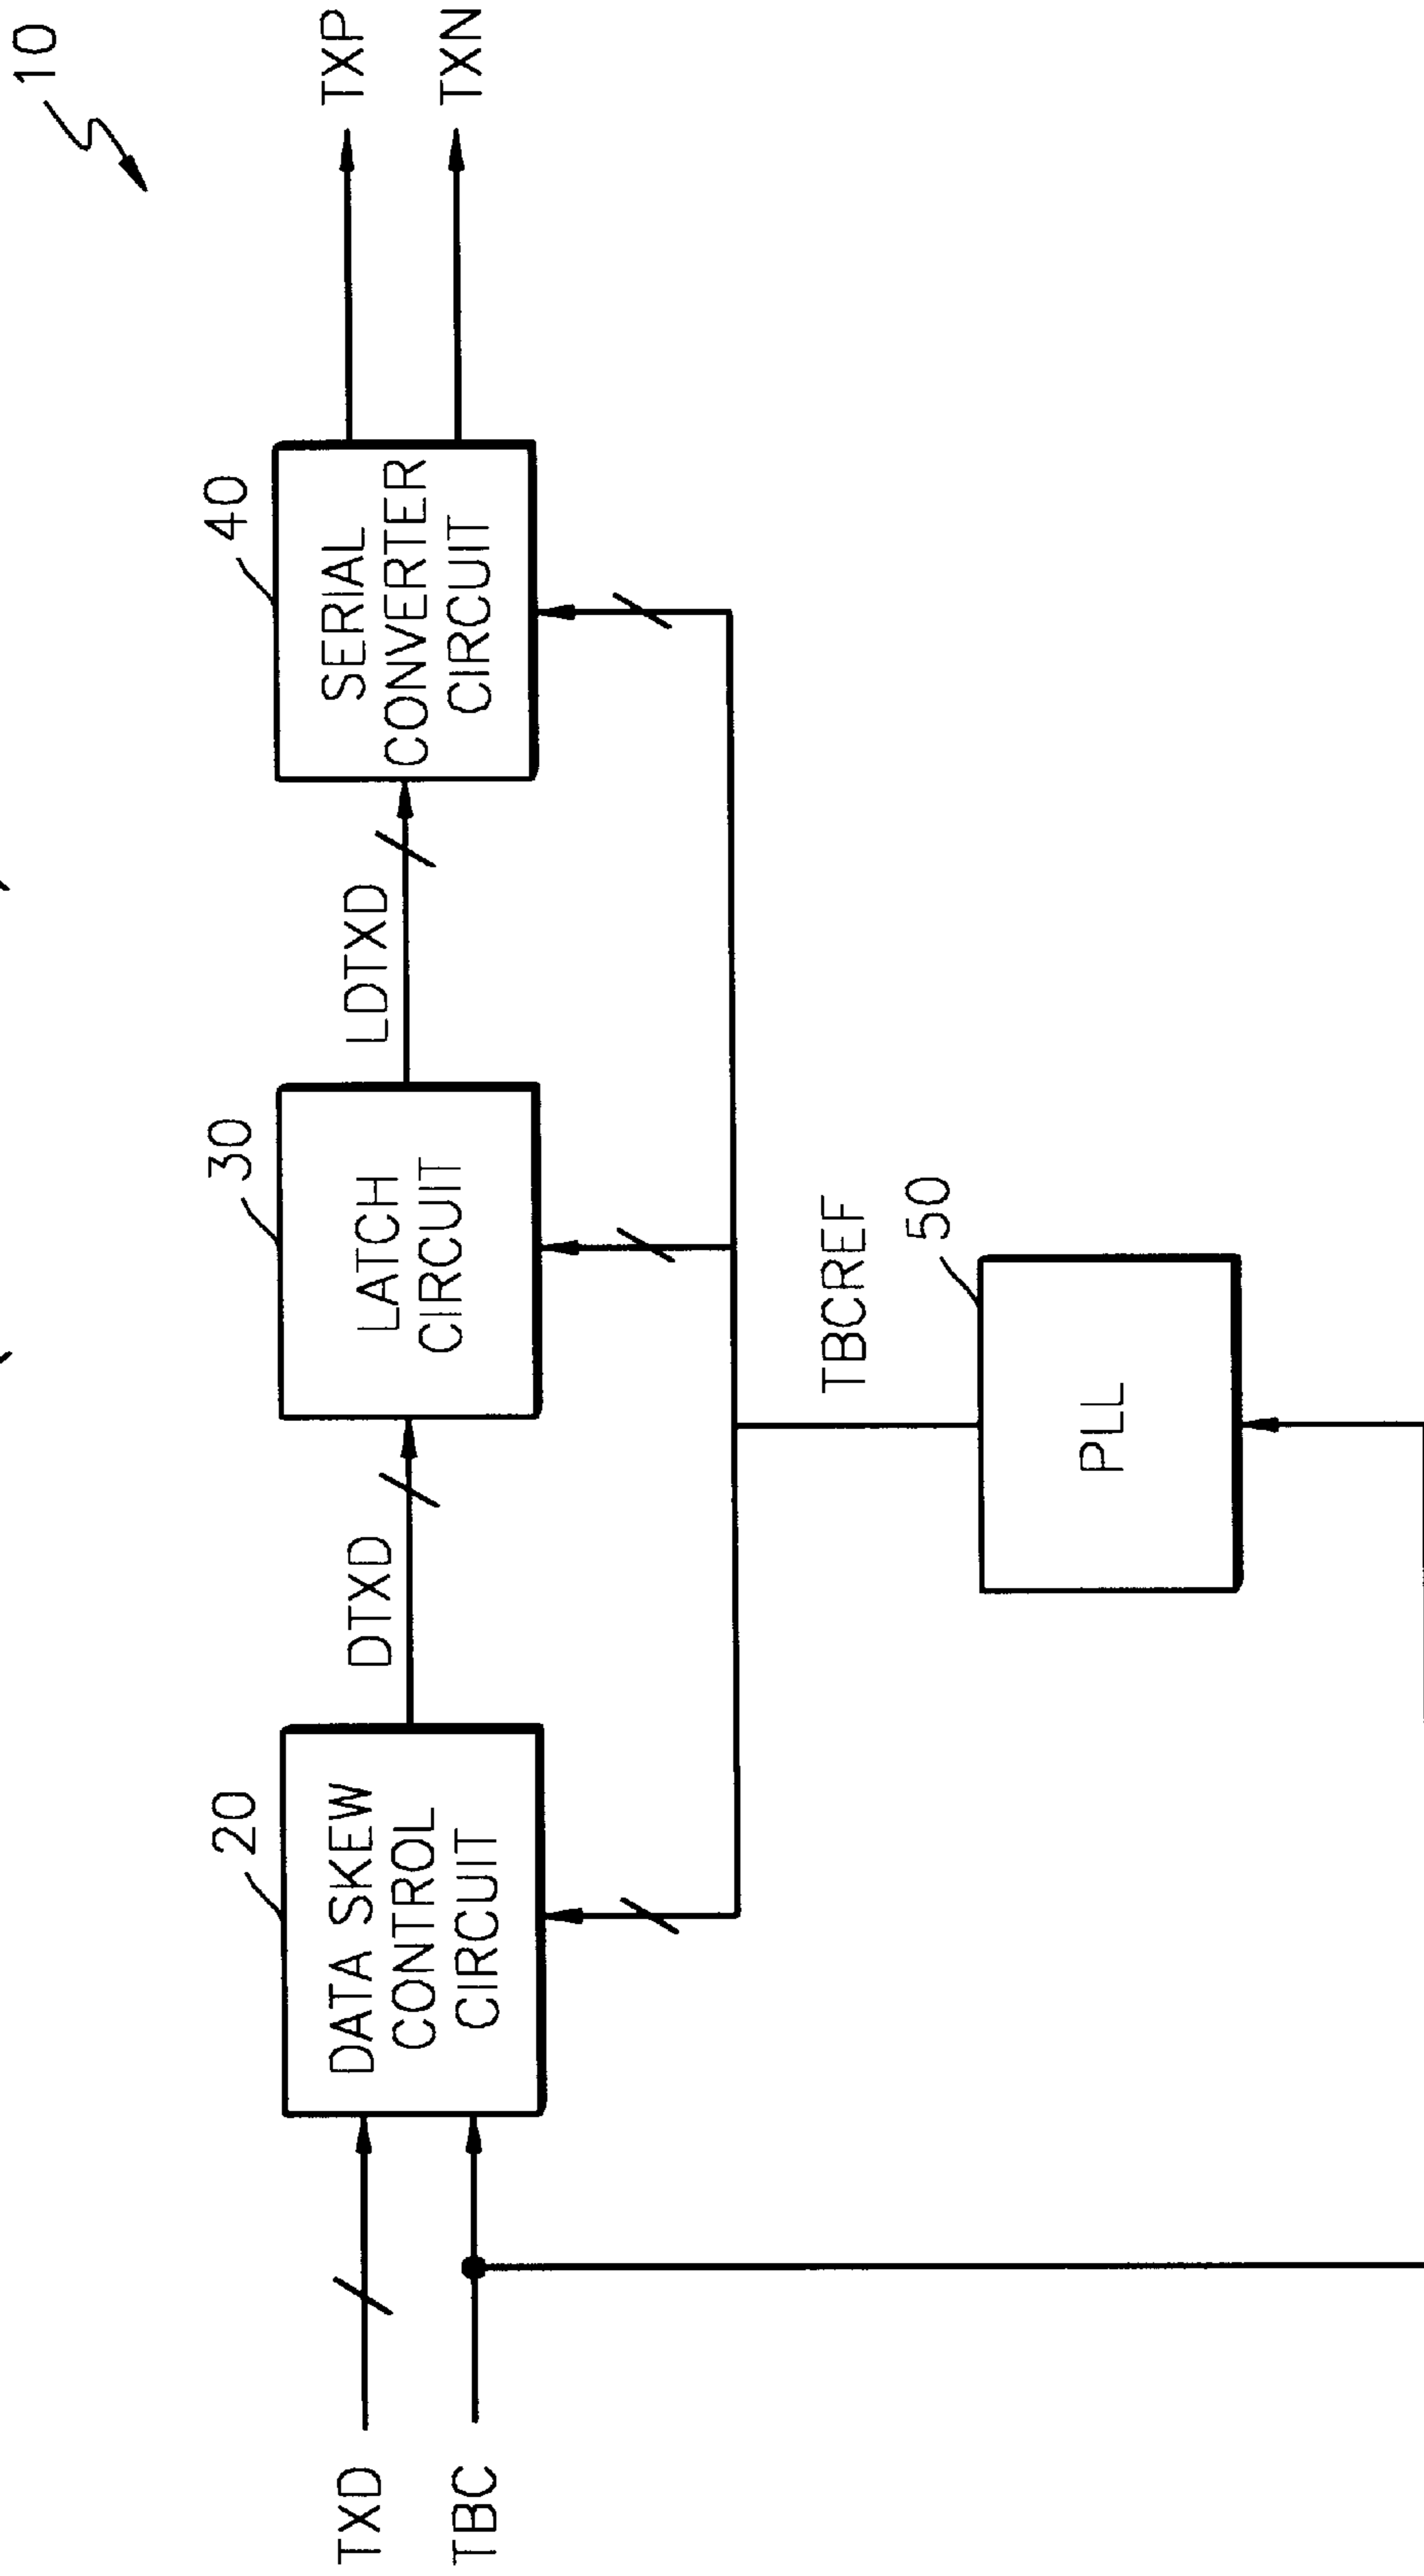 10
20
DATA SKEW
CONTROL
CIRCUIT
30
LATCH
CIRCUIT
40
SERIAL
CONVERTER
CIRCUIT
TXD
TBC
DTXD
LDTXD
TXP
TXN
TBCREF
50
PLL